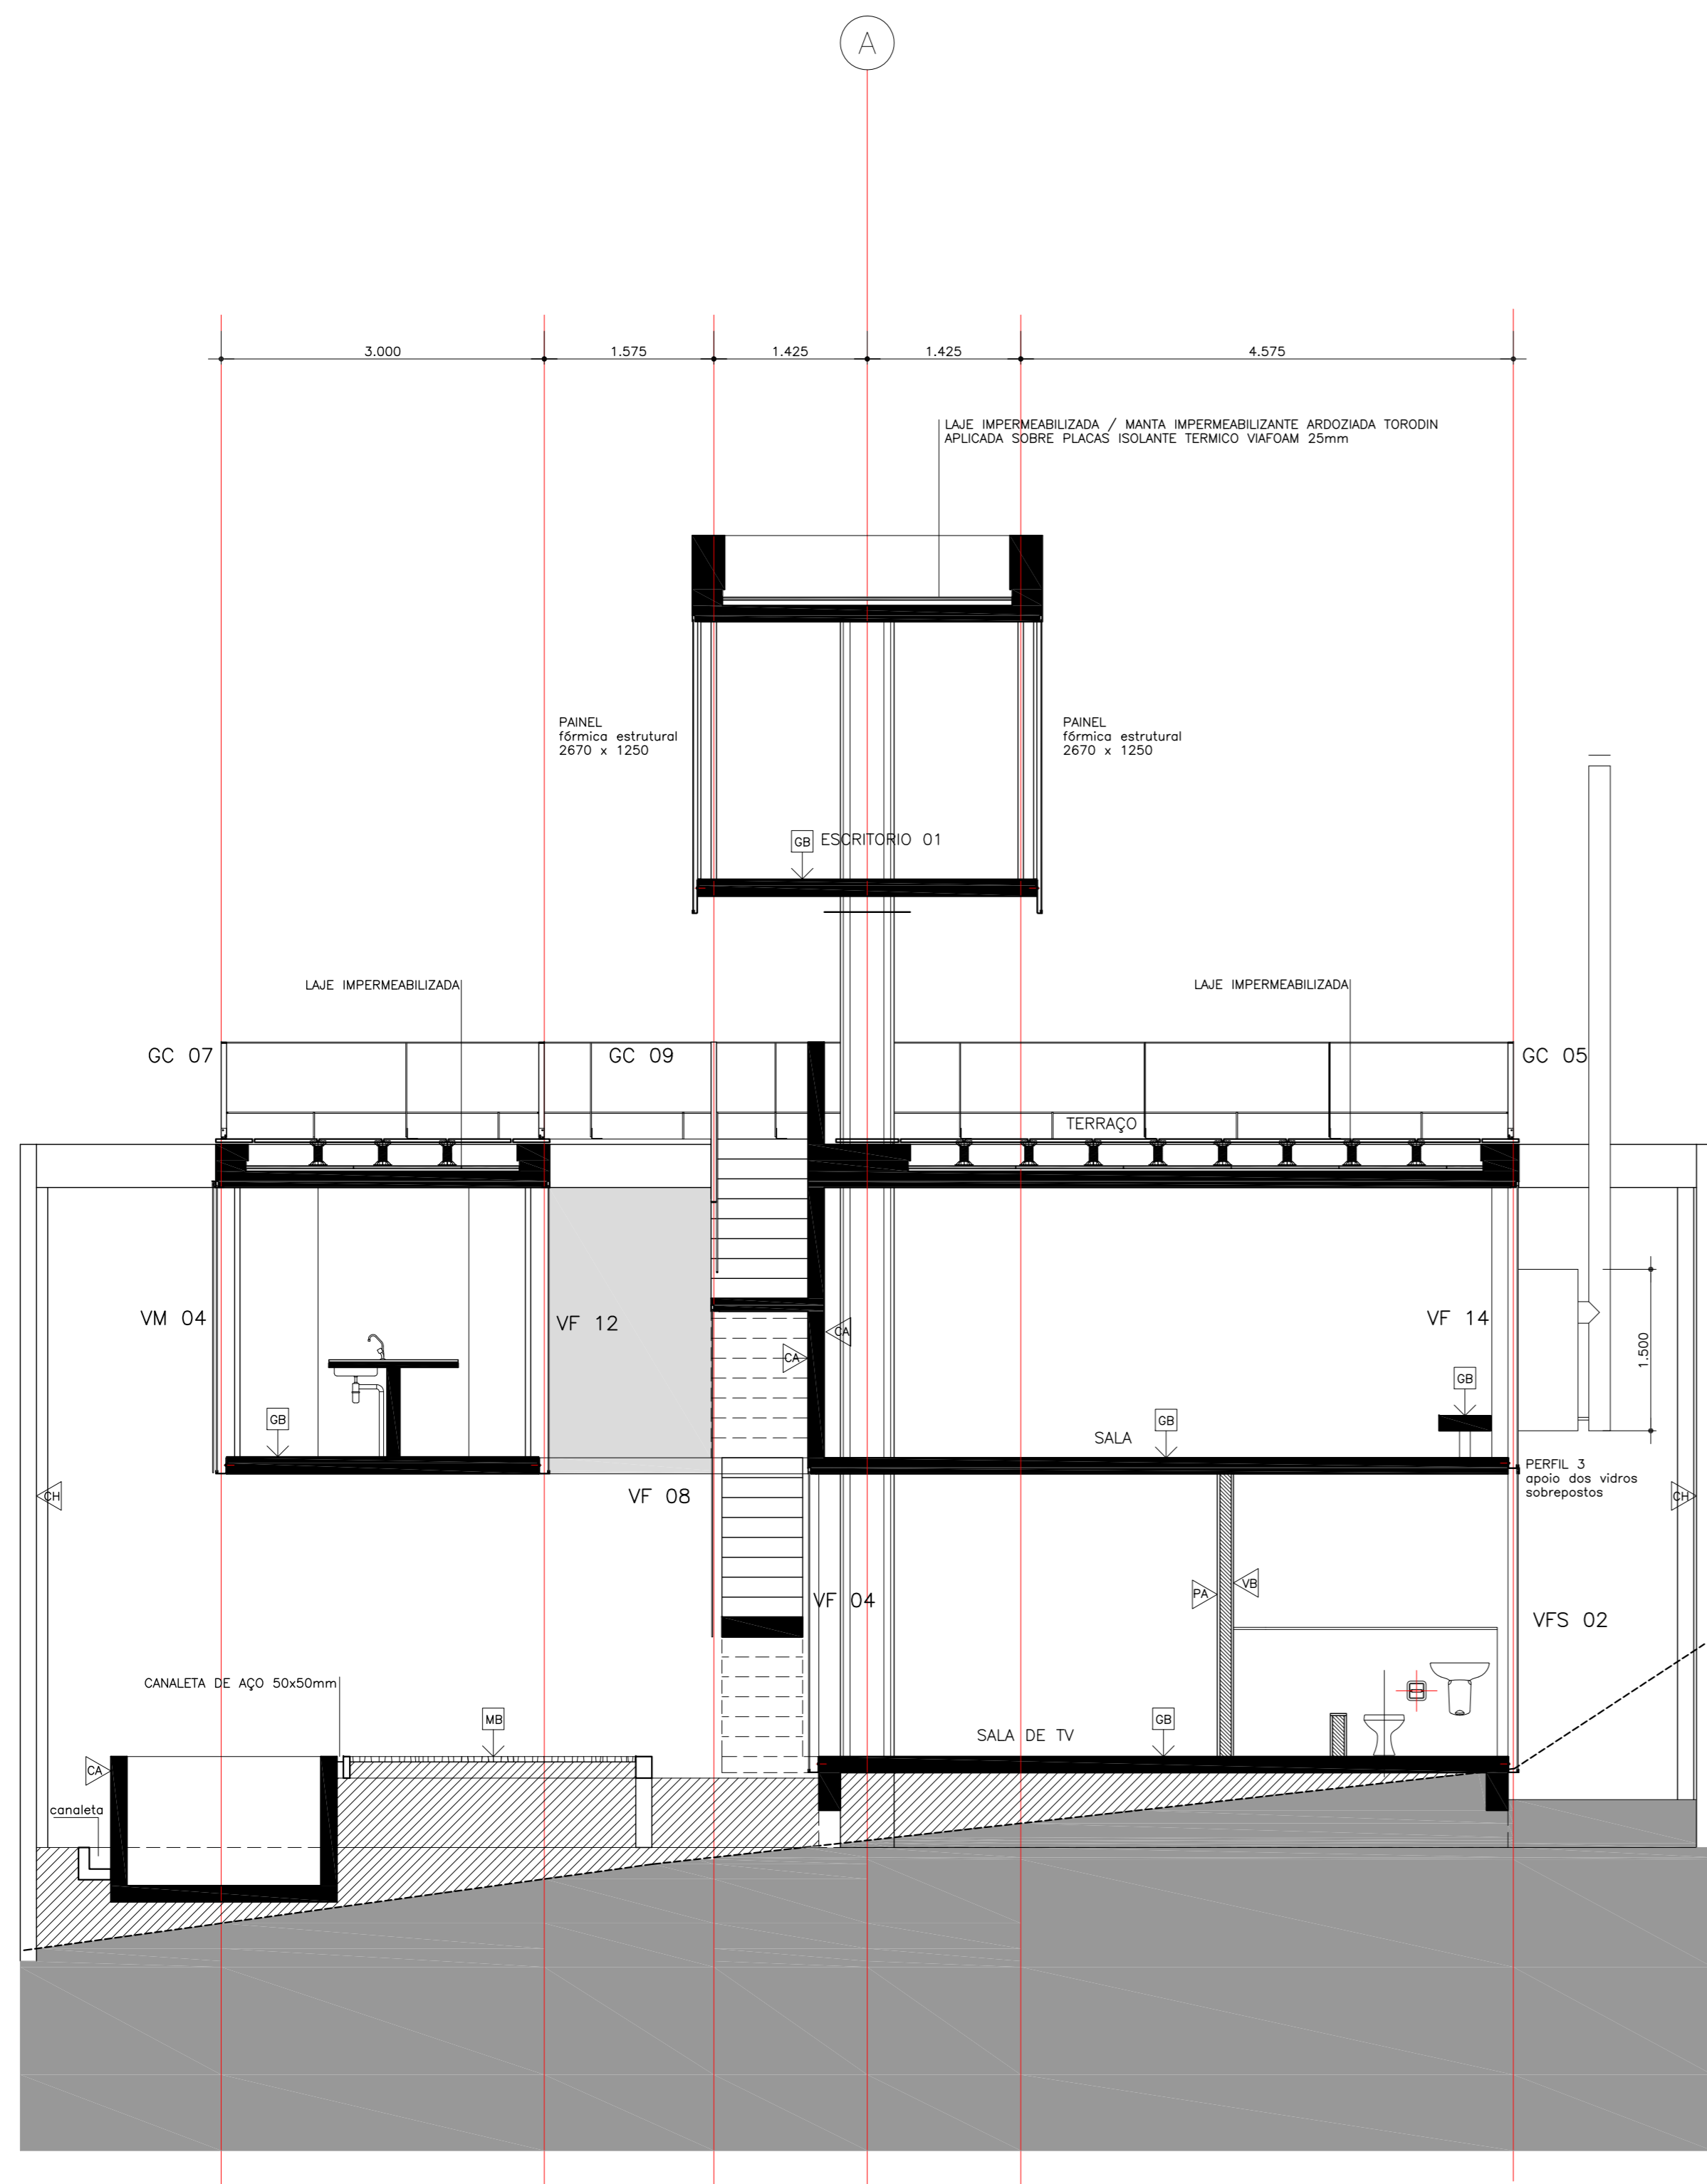 A
3.000
1.575
1.425
1.425
4.575
LAJE IMPERMEABILIZADA / MANTA IMPERMEABILIZANTE ARDOZIADA TORODIN
APLICADA SOBRE PLACAS ISOLANTE TERMICO VIAFOAM 25mm
PAINEL
fórmica estrutural
2670 x 1250
PAINEL
fórmica estrutural
2670 x 1250
GB
ESCRITORIO 01
LAJE IMPERMEABILIZADA
LAJE IMPERMEABILIZADA
GC 07
GC 09
GC 05
TERRAÇO
VM 04
VF 12
CA
CA
VF 14
1.500
GB
GB
GB
SALA
PERFIL 3
apoio dos vidros
sobrepostos
CH
VF 08
CH
PA
VB
VF 04
VFS 02
CANALETA DE AÇO 50x50mm
MB
GB
SALA DE TV
CA
canaleta